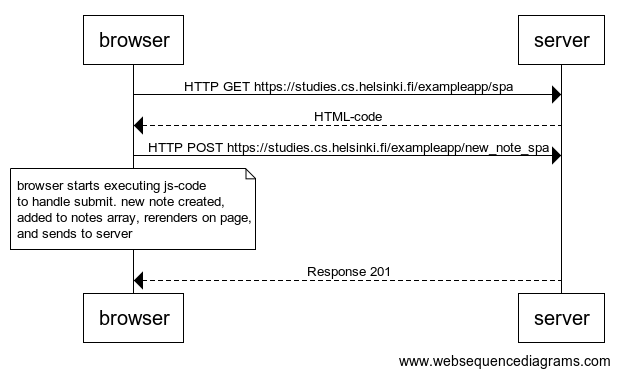 browser
server
HTTP GET https://studies.cs.helsinki.fi/exampleapp/spa
HTML-code
HTTP POST https://studies.cs.helsinki.fi/exampleapp/new_note_spa
browser starts executing js-code
to handle submit. new note created,
added to notes array, rerenders on page,
and sends to server
Response 201
browser
server
www.websequencediagrams.com